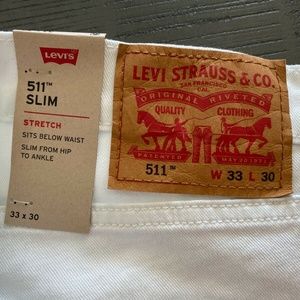 Levi's
511™
SLIM
STRETCH
SITS BELOW WAIST
SLIM FROM HIP
TO ANKLE
33 x 30
LEVI STRAUSS & CO.
SAN FRANCISCO
CAL.
ORIGINAL RIVETED
QUALITY CLOTHING
PATENTED MAY 20 1873
511™ W 33 L 30